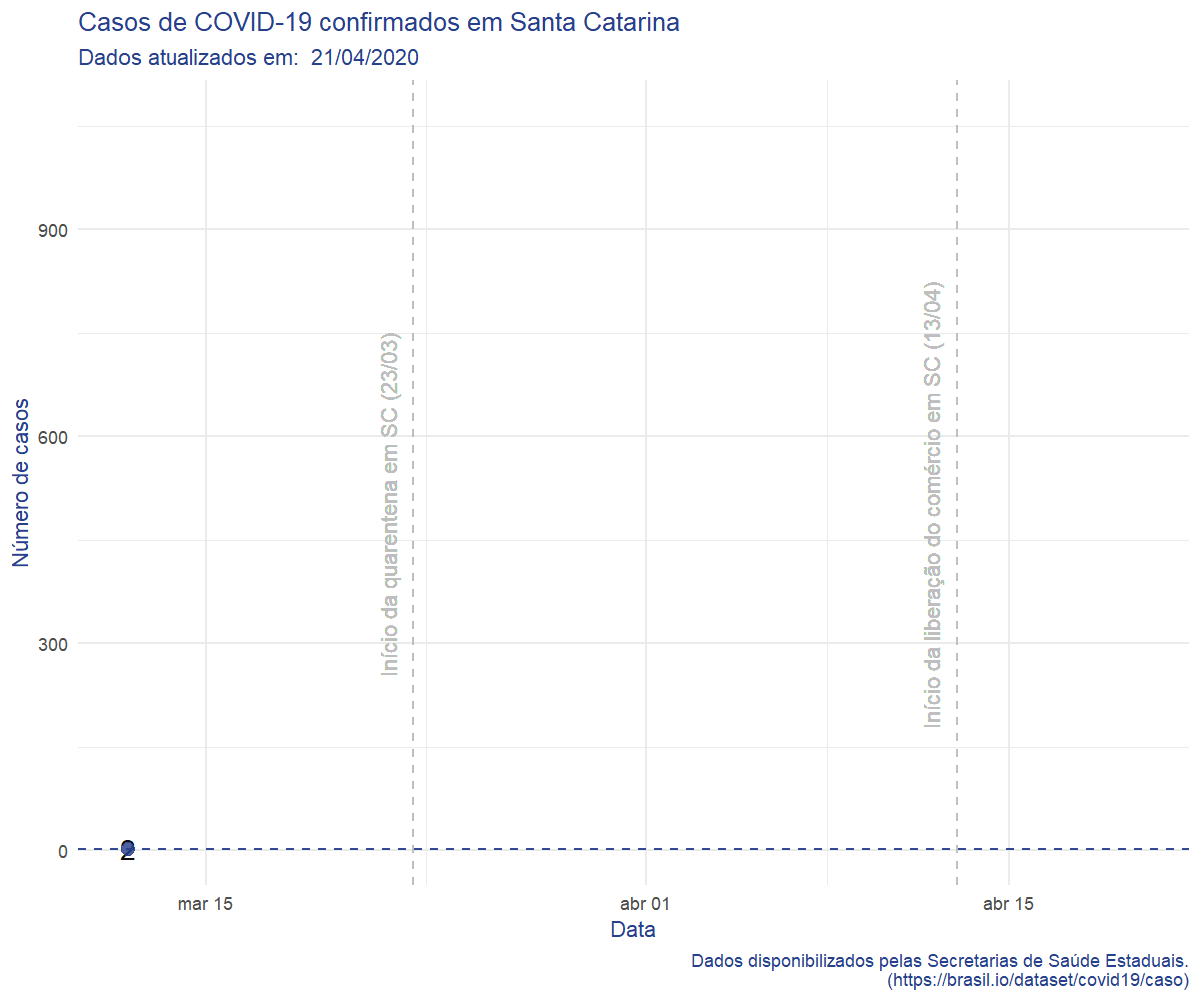 Casos de COVID-19 confirmados em Santa Catarina
Dados atualizados em:  21/04/2020
Número de casos
900
600
300
0
Início da quarentena em SC (23/03)
Início da liberação do comércio em SC (13/04)
2
mar 15
abr 01
abr 15
Data
Dados disponibilizados pelas Secretarias de Saúde Estaduais.
(https://brasil.io/dataset/covid19/caso)